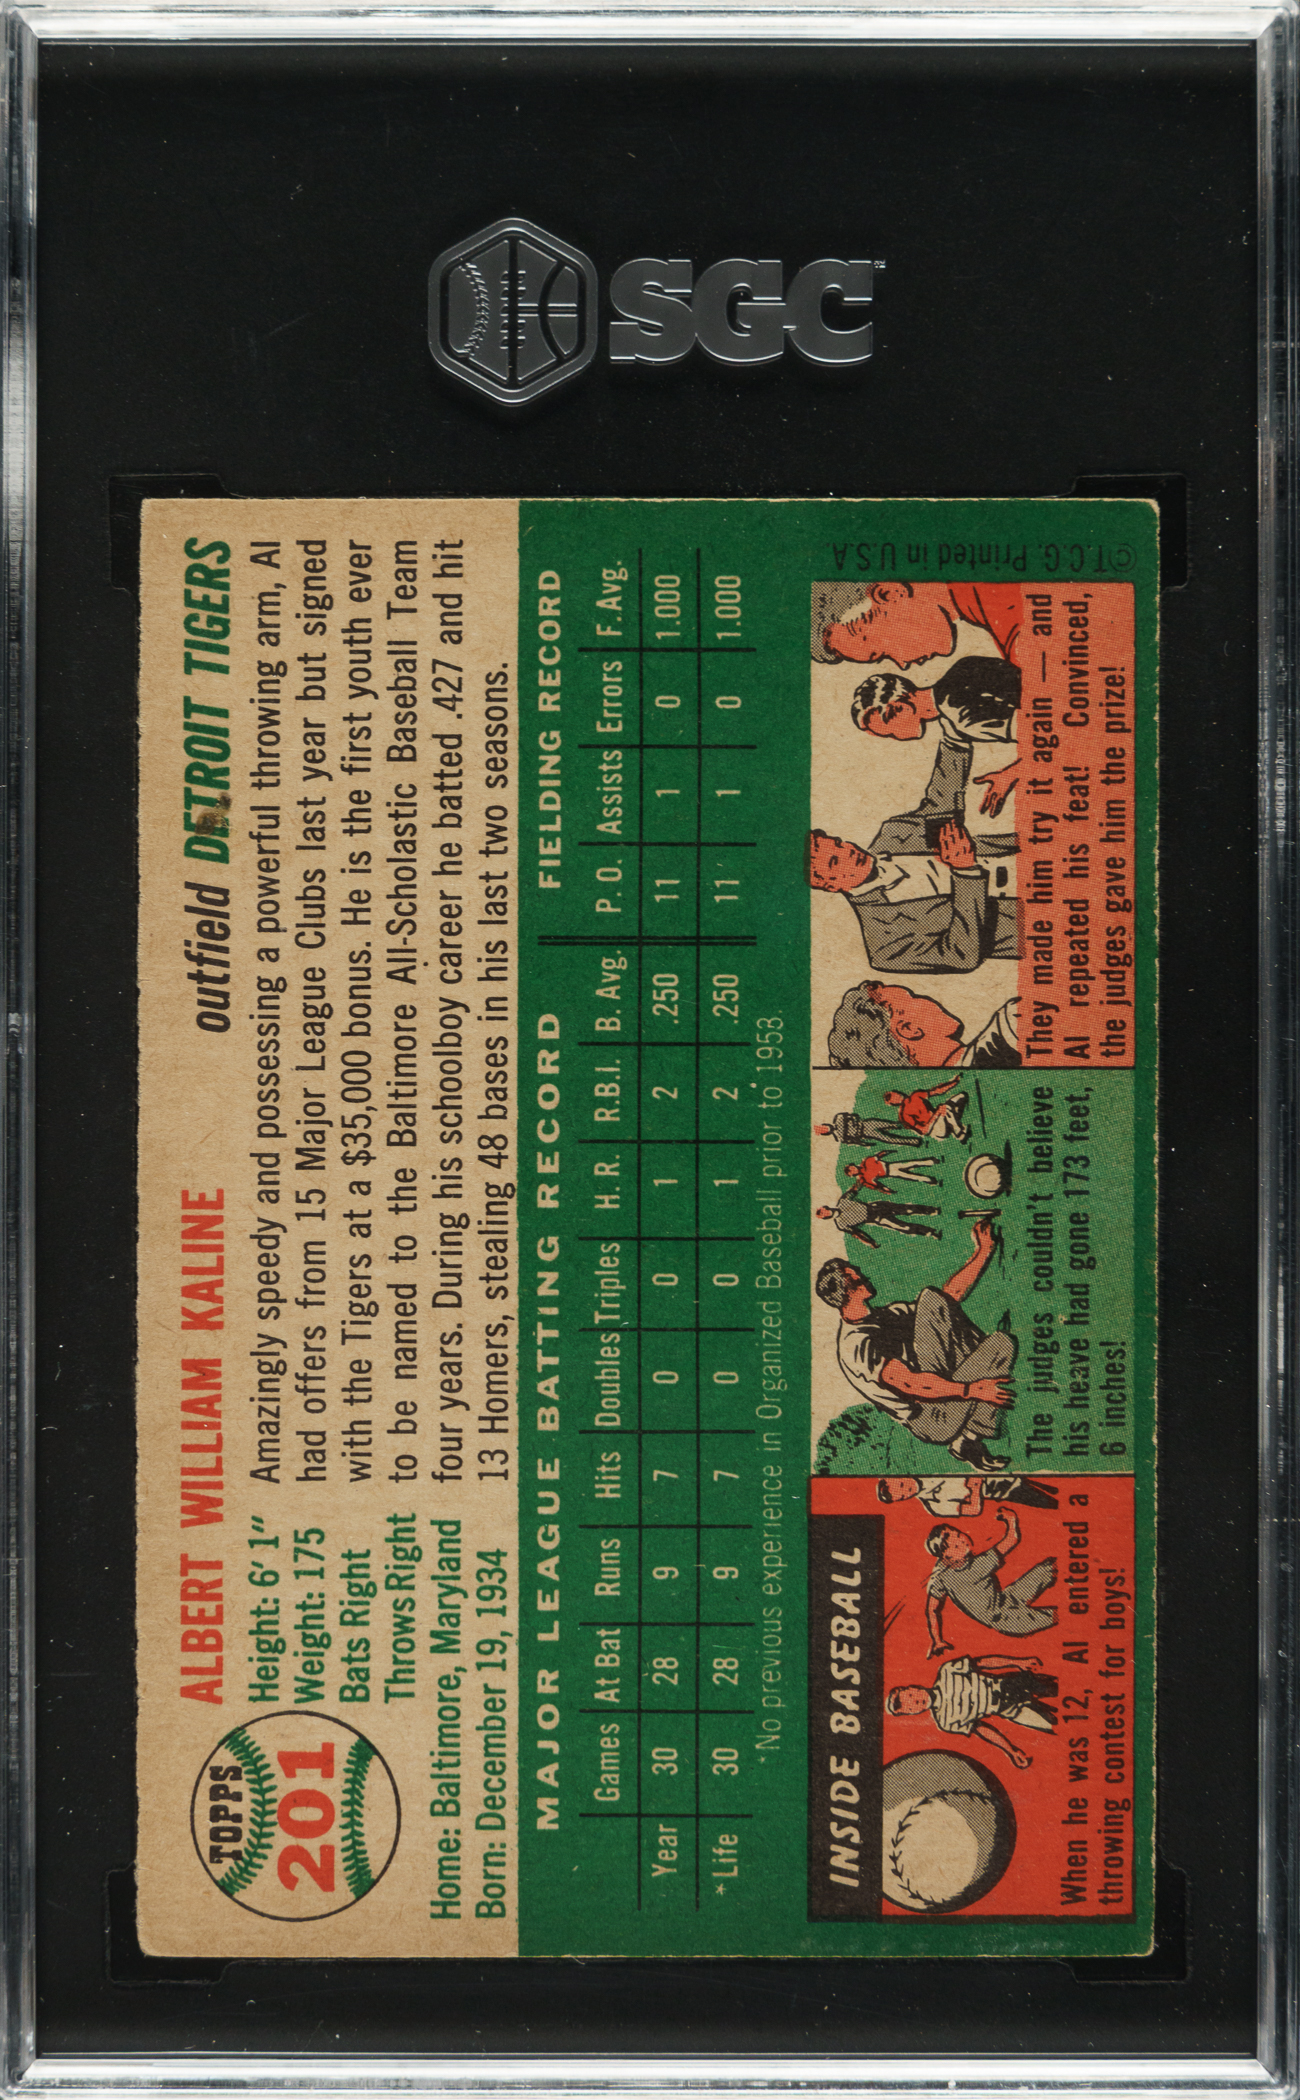 SGC
TOPPS
201
ALBERT WILLIAM KALINE
outfield DETROIT TIGERS
Height: 6' 1"
Weight: 175
Bats Right
Throws Right
Home: Baltimore, Maryland
Born: December 19, 1934
Amazingly speedy and possessing a powerful throwing arm, Al
had offers from 15 Major League Clubs last year but signed
with the Tigers at a $35,000 bonus. He is the first youth ever
to be named to the Baltimore All-Scholastic Baseball Team
four years. During his schoolboy career he batted .427 and hit
13 Homers, stealing 48 bases in his last two seasons.
MAJOR LEAGUE BATTING RECORD FIELDING RECORD
Games At Bat Runs Hits Doubles Triples H.R. R.B.I. B. Avg. P.O. Assists Errors F.Avg.
Year 30 28 9 7 0 0 1 2 .250 11 1 0 1.000
*Life 30 28 9 7 0 0 1 2 .250 11 1 0 1.000
*No previous experience in Organized Baseball prior to 1953.
INSIDE BASEBALL
When he was 12, Al entered a
throwing contest for boys!
The judges couldn't believe
his heave had gone 173 feet,
6 inches!
They made him try it again — and
Al repeated his feat! Convinced,
the judges gave him the prize!
©T.C.G. Printed in U.S.A.